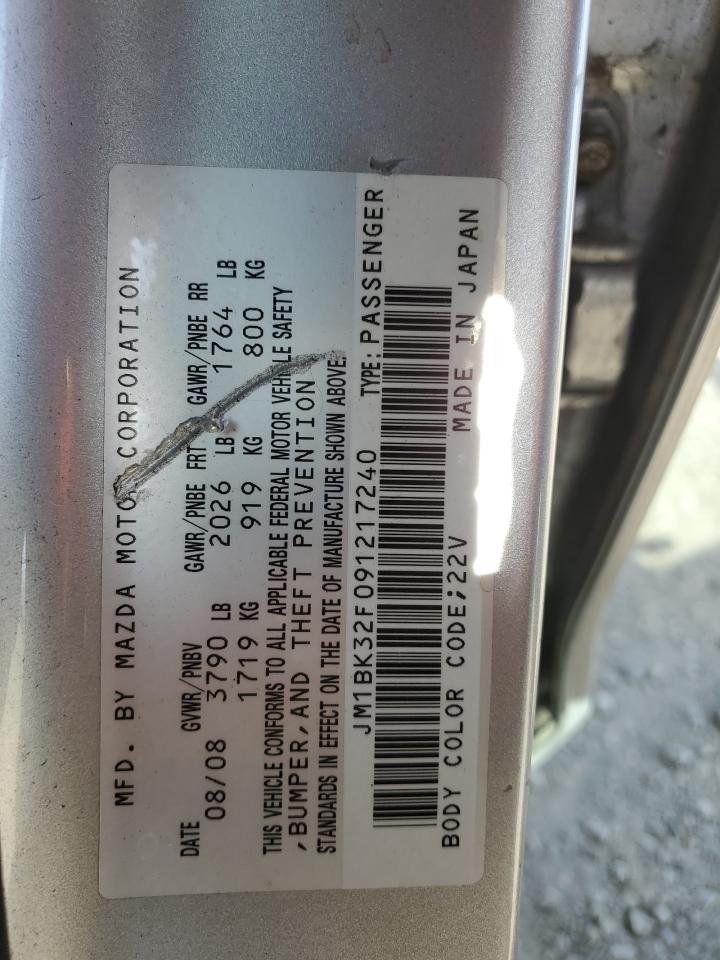 MFD. BY MAZDA MOTOR CORPORATION
DATE GVWR/PNBV GAWR/PNBE FRT GAWR/PNBE RR
08/08 3790 LB 2026 LB 1764 LB
1719 KG 919 KG 800 KG
THIS VEHICLE CONFORMS TO ALL APPLICABLE FEDERAL MOTOR VEHICLE SAFETY
,BUMPER,AND THEFT PREVENTION
STANDARDS IN EFFECT ON THE DATE OF MANUFACTURE SHOWN ABOVE.
JM1BK32F091217240 TYPE:PASSENGER
BODY COLOR CODE;22V MADE IN JAPAN